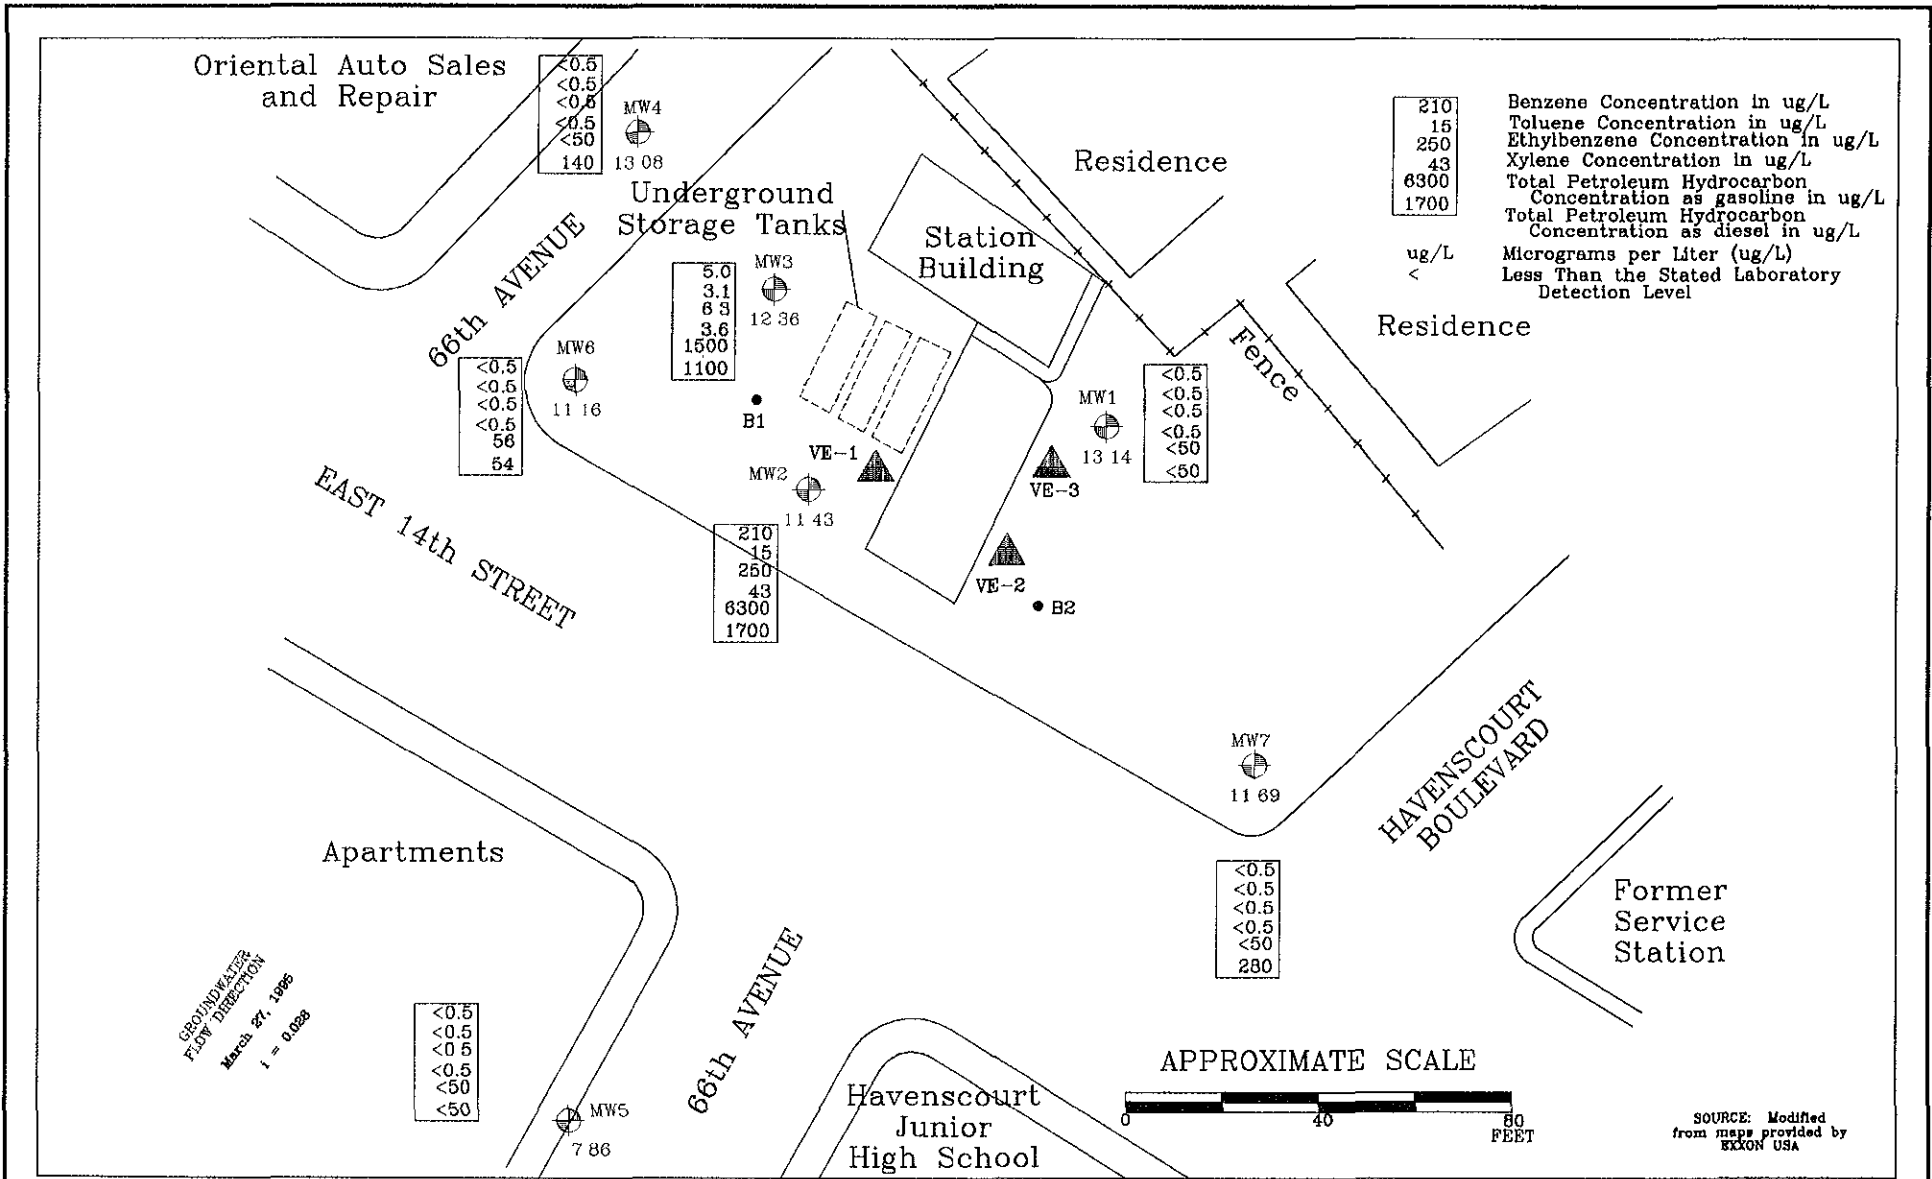 Oriental Auto Sales
and Repair
<0.5
<0.5
<0.5
<0.5
<50
140
MW4
13 08
210
15
250
43
6300
1700
Benzene Concentration in ug/L
Toluene Concentration in ug/L
Ethylbenzene Concentration in ug/L
Xylene Concentration in ug/L
Total Petroleum Hydrocarbon
Concentration as gasoline in ug/L
Total Petroleum Hydrocarbon
Concentration as diesel in ug/L
ug/L Micrograms per Liter (ug/L)
< Less Than the Stated Laboratory
Detection Level
Residence
Underground
Storage Tanks
Station
Building
66th AVENUE
5.0
3.1
6 3
3.6
1500
1100
MW3
12 36
Residence
Fence
MW6
11 16
<0.5
<0.5
<0.5
<0.5
56
54
B1
MW1
13 14
<0.5
<0.5
<0.5
<0.5
<50
<50
VE-1
MW2
11 43
VE-3
EAST 14th STREET
210
15
250
43
6300
1700
VE-2
B2
HAVENSCOURT
BOULEVARD
MW7
11 69
Apartments
<0.5
<0.5
<0.5
<0.5
<50
280
Former
Service
Station
GROUNDWATER
FLOW DIRECTION
March 27, 1995
i = 0.028
<0.5
<0.5
<0 5
<0.5
<50
<50
MW5
7 86
66th AVENUE
Havenscourt
Junior
High School
APPROXIMATE SCALE
0 40 80
FEET
SOURCE: Modified
from maps provided by
EXXON USA